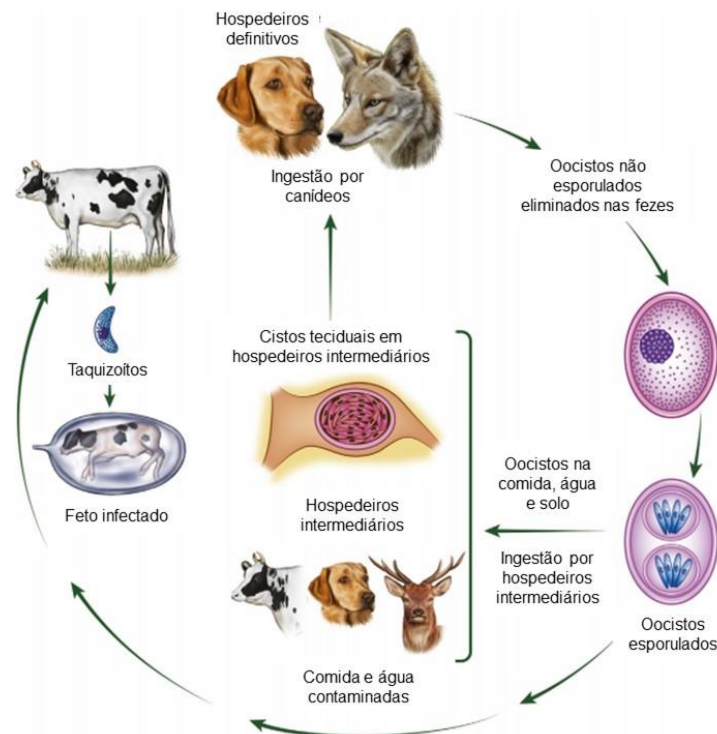 Hospedeiros
definitivos
Ingestão por
canídeos
Oocistos não
esporulados
eliminados nas fezes
Taquizoítos
Feto infectado
Cistos teciduais em
hospedeiros intermediários
Hospedeiros
intermediários
Comida e água
contaminadas
Oocistos na
comida, água
e solo
Ingestão por
hospedeiros
intermediários
Oocistos
esporulados